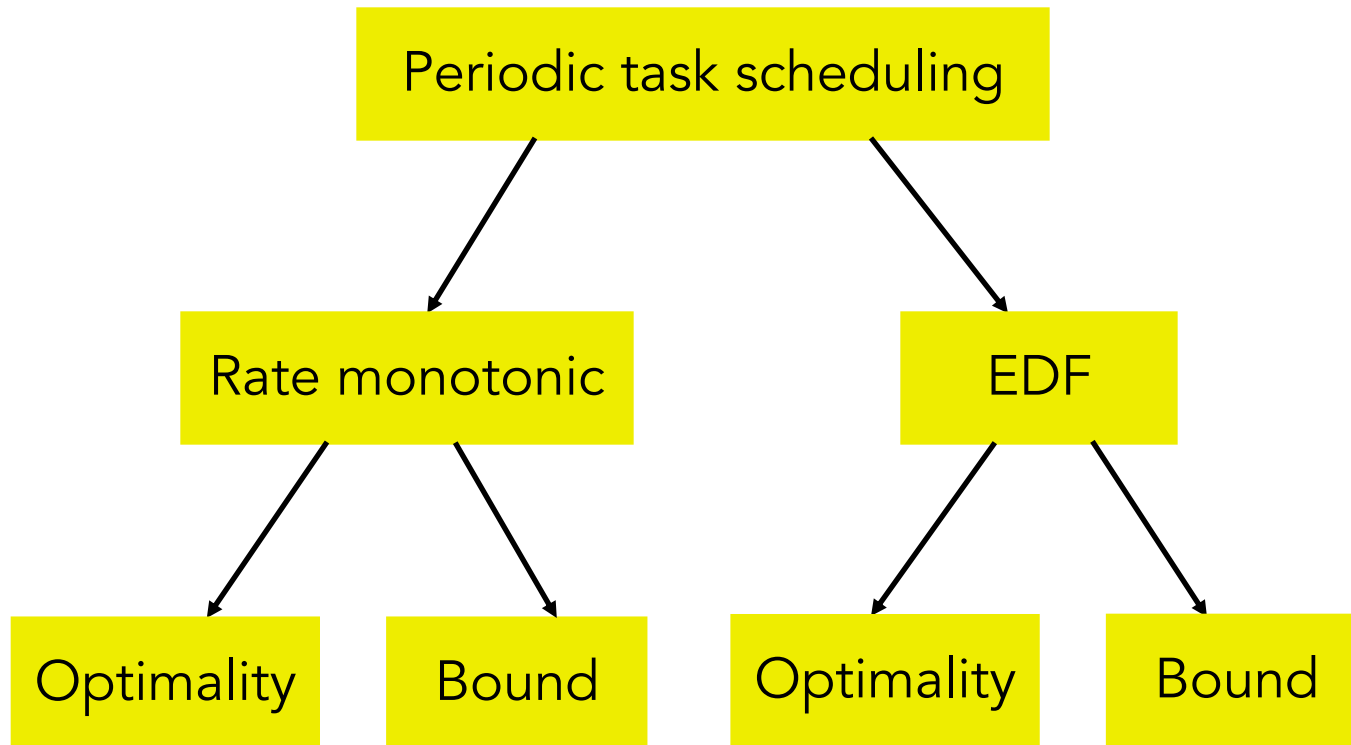 Periodic task scheduling
Rate monotonic
EDF
Optimality
Bound
Optimality
Bound